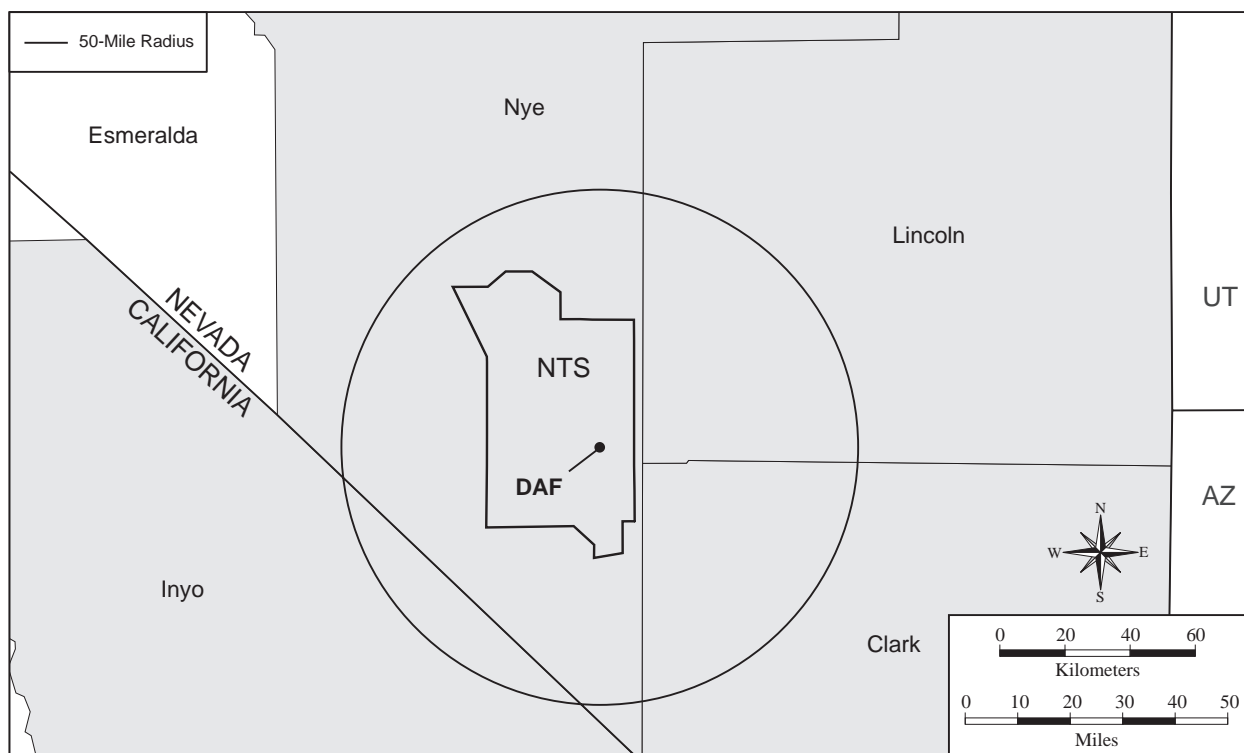 50-Mile Radius
Nye
Esmeralda
Lincoln
UT
NEVADA
CALIFORNIA
NTS
DAF
AZ
N
W E
S
Inyo
Clark
0 20 40 60
Kilometers
0 10 20 30 40 50
Miles